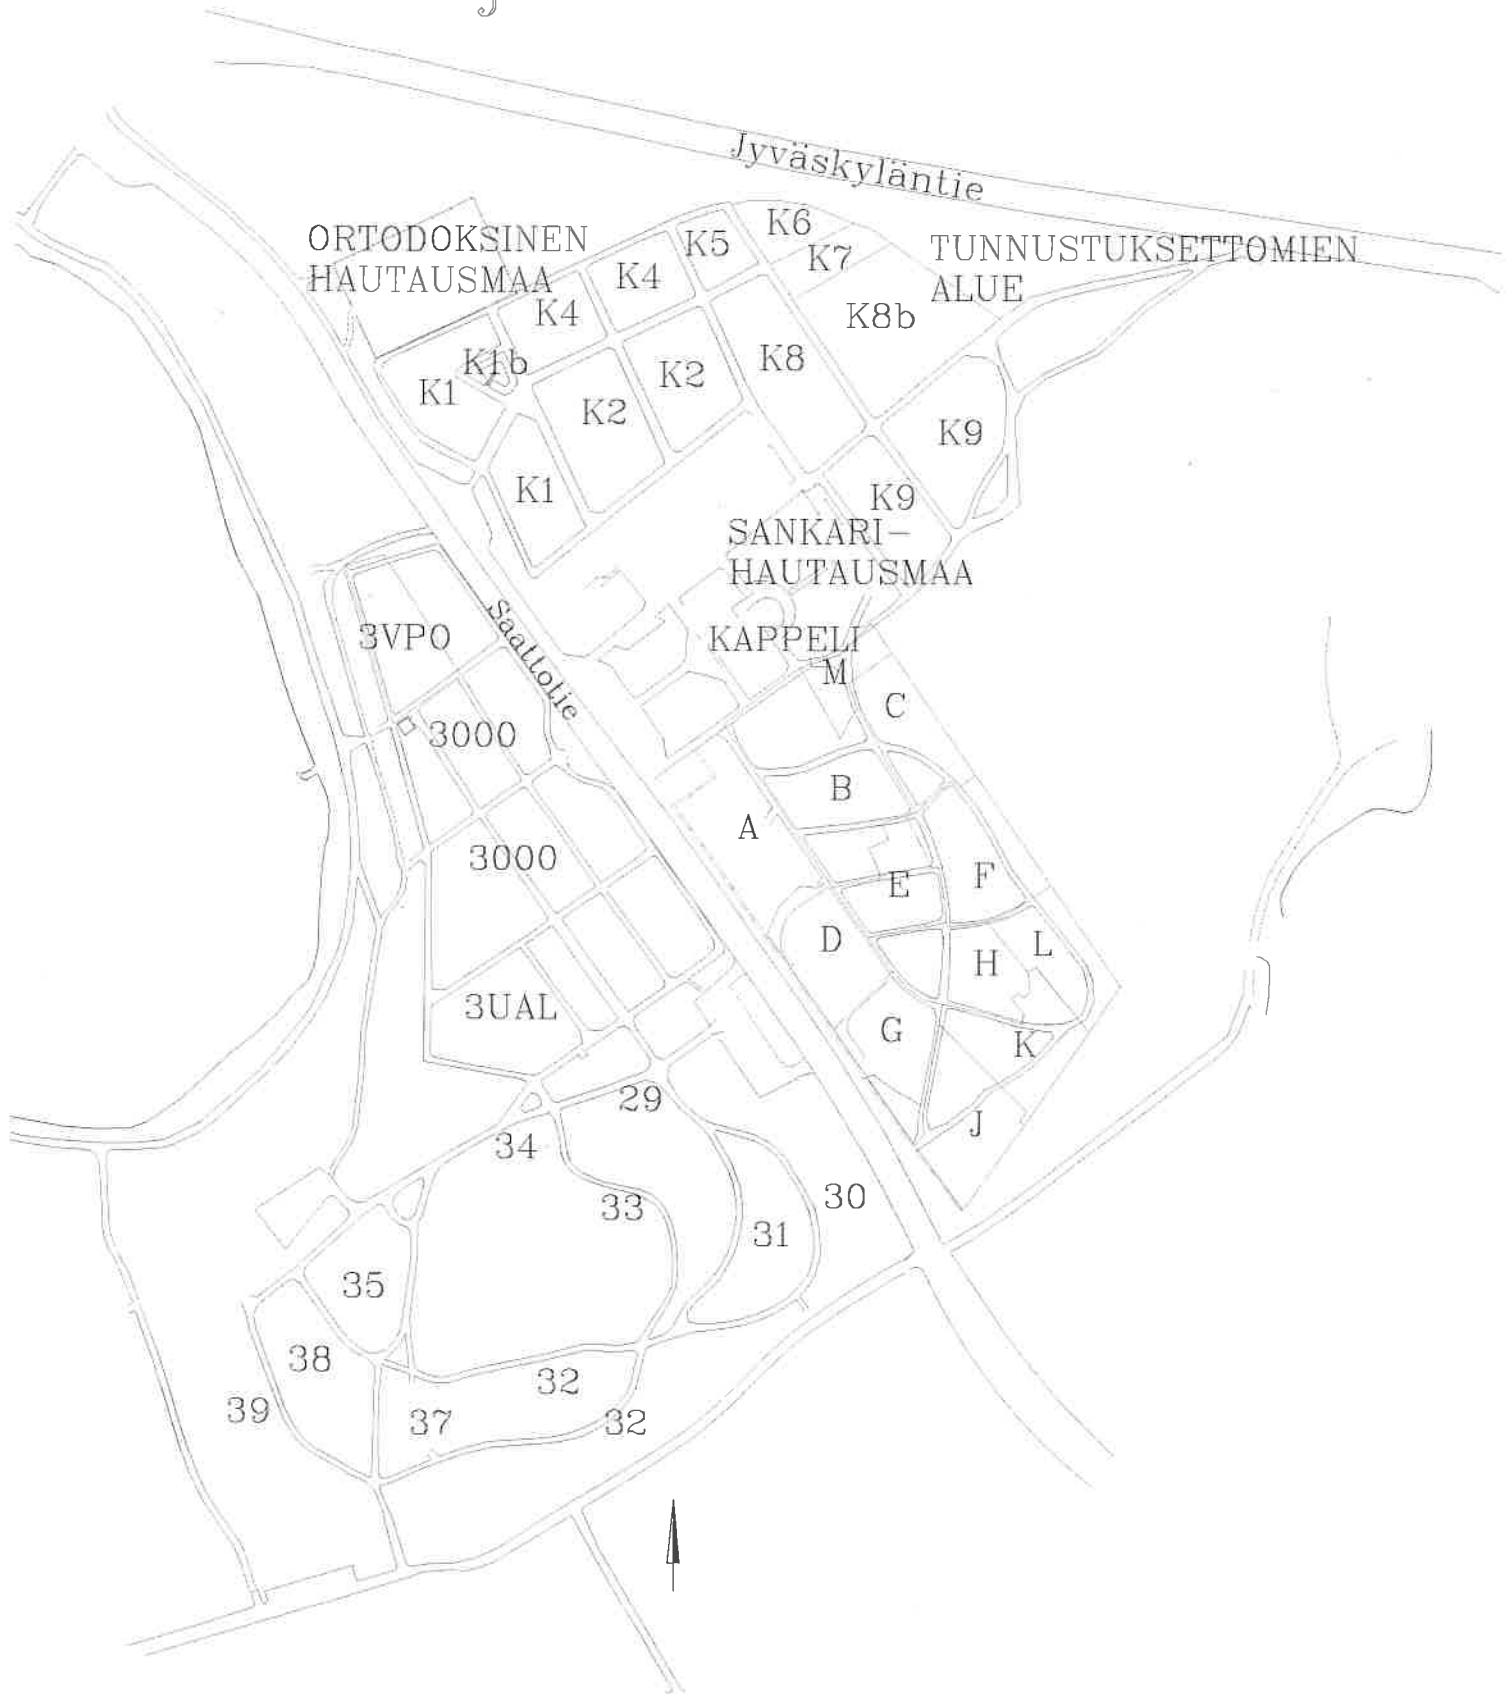 Jyväskyläntie
ORTODOKSINEN
HAUTAUSMAA
K6
K5
K7
TUNNUSTUKSETTOMIEN
ALUE
K4
K4
K8b
K1b
K1
K2
K2
K8
K9
K1
K9
SANKARI-
HAUTAUSMAA
Saattotie
3VPO
KAPPELI
M
C
3000
B
A
3000
E
F
D
L
H
3UAL
G
K
29
J
34
33
30
31
35
38
32
39
37
32